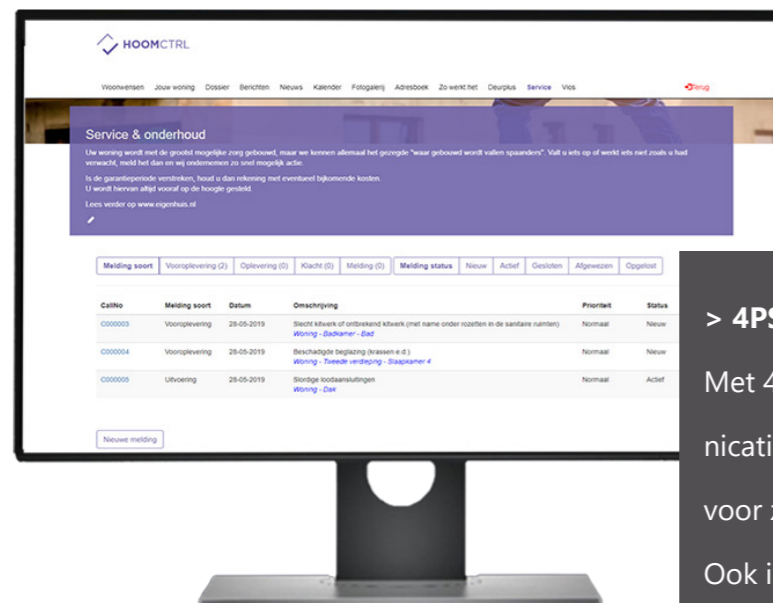 HOOMCTRL
Woonwensen Jouw woning Dossier Berichten Nieuws Kalender Fotogalerij Adresboek Zo werkt het Deurplus Service Vios Terug
Service & onderhoud
Uw woning wordt met de grootst mogelijke zorg gebouwd, maar we kennen allemaal het gezegde "waar gebouwd wordt vallen spaanders". Valt u iets op of werkt iets niet zoals u had
verwacht, meld het dan en wij ondernemen zo snel mogelijk actie.
Is de garantieperiode verstreken, houd u dan rekening met eventueel bijkomende kosten.
U wordt hiervan altijd vooraf op de hoogte gesteld.
Lees verder op www.eigenhuis.nl
Melding soort Vooroplevering (2) Oplevering (0) Klacht (0) Melding (0) Melding status Nieuw Actief Gesloten Afgewezen Opgelost
CallNo Melding soort Datum Omschrijving Prioriteit Status
C000003 Vooroplevering 28-05-2019 Slecht kitwerk of ontbrekend kitwerk (met name onder rozetten in de sanitaire ruimten) Normaal Nieuw
Woning - Badkamer - Bad
C000004 Vooroplevering 28-05-2019 Beschadigde beglazing (krassen e.d.) Normaal Nieuw
Woning - Tweede verdieping - Slaapkamer 4
C000005 Uitvoering 28-05-2019 Slordige loodaansluitingen Normaal Actief
Woning - Dak
Nieuwe melding
> 4PS
Met 4
nicati
voor z
Ook i